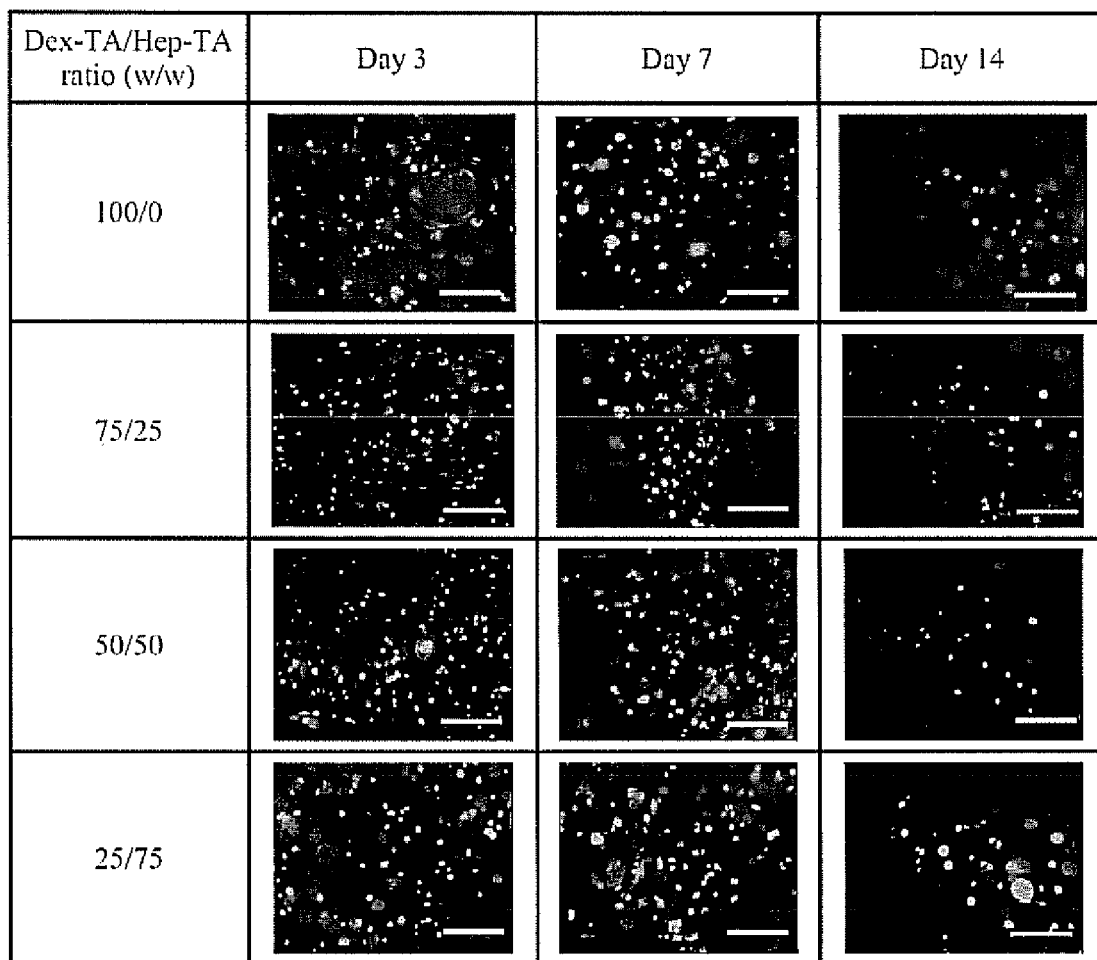 Dex-TA/Hep-TA
ratio (w/w)
Day 3
Day 7
Day 14
100/0
75/25
50/50
25/75